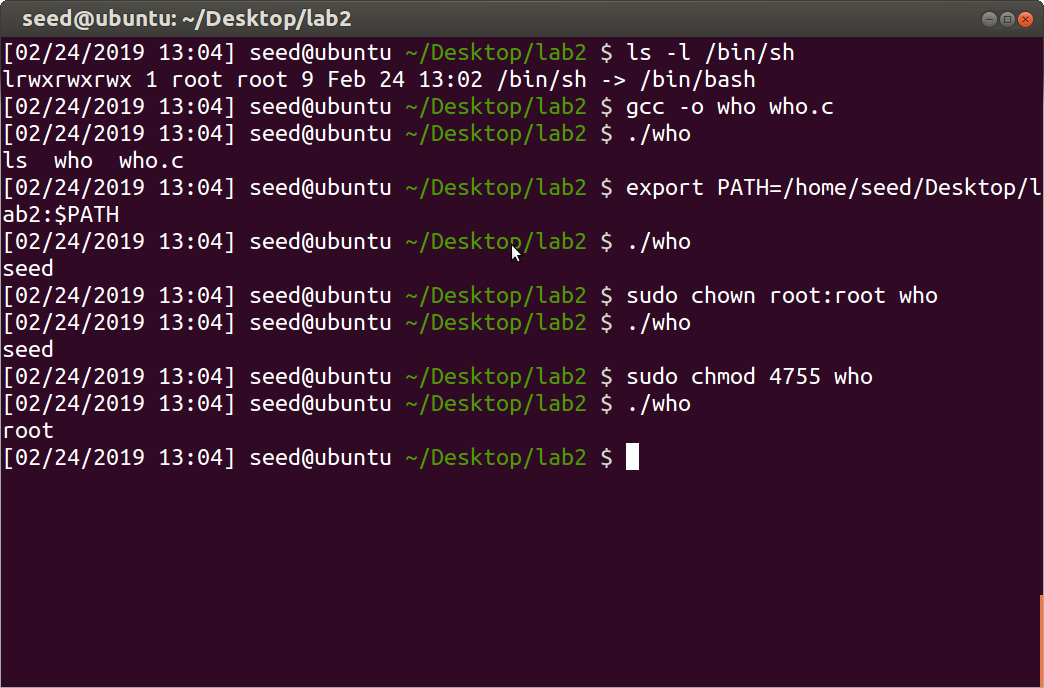 seed@ubuntu: ~/Desktop/lab2
[02/24/2019 13:04] seed@ubuntu ~/Desktop/lab2 $ ls -l /bin/sh
lrwxrwxrwx 1 root root 9 Feb 24 13:02 /bin/sh -> /bin/bash
[02/24/2019 13:04] seed@ubuntu ~/Desktop/lab2 $ gcc -o who who.c
[02/24/2019 13:04] seed@ubuntu ~/Desktop/lab2 $ ./who
ls  who  who.c
[02/24/2019 13:04] seed@ubuntu ~/Desktop/lab2 $ export PATH=/home/seed/Desktop/l
ab2:$PATH
[02/24/2019 13:04] seed@ubuntu ~/Desktop/lab2 $ ./who
seed
[02/24/2019 13:04] seed@ubuntu ~/Desktop/lab2 $ sudo chown root:root who
[02/24/2019 13:04] seed@ubuntu ~/Desktop/lab2 $ ./who
seed
[02/24/2019 13:04] seed@ubuntu ~/Desktop/lab2 $ sudo chmod 4755 who
[02/24/2019 13:04] seed@ubuntu ~/Desktop/lab2 $ ./who
root
[02/24/2019 13:04] seed@ubuntu ~/Desktop/lab2 $